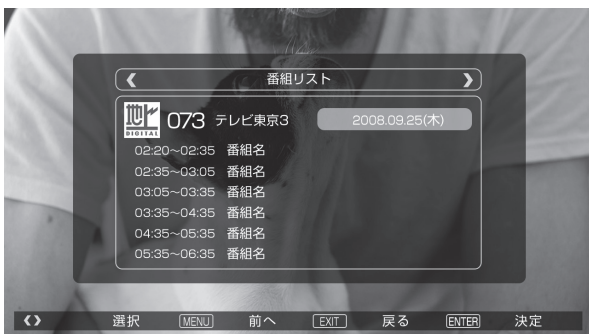 番組リスト
地デジ DIGITAL 073 テレビ東京3 2008.09.25(木)
02:20~02:35 番組名
02:35~03:05 番組名
03:05~03:35 番組名
03:35~04:35 番組名
04:35~05:35 番組名
05:35~06:35 番組名
選択 MENU 前へ EXIT 戻る ENTER 決定